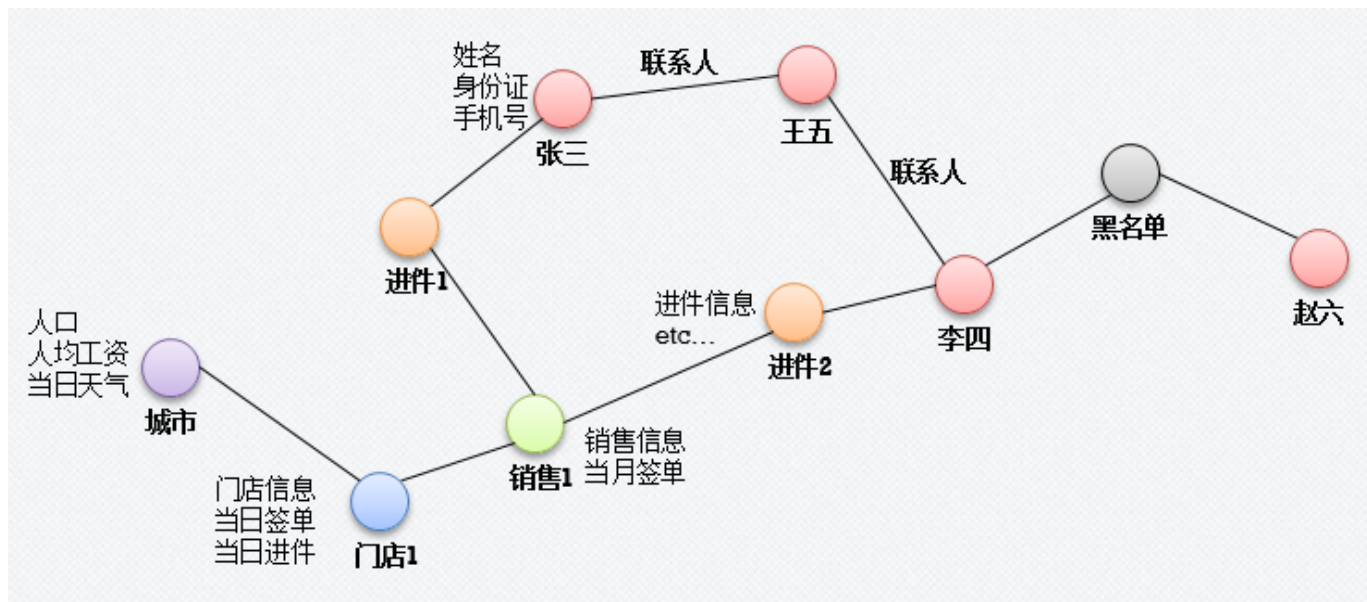 姓名
身份证
手机号
张三
联系人
王五
联系人
黑名单
赵六
进件1
进件信息
etc...
进件2
李四
人口
人均工资
当日天气
城市
销售信息
当月签单
销售1
门店信息
当日签单
当日进件
门店1